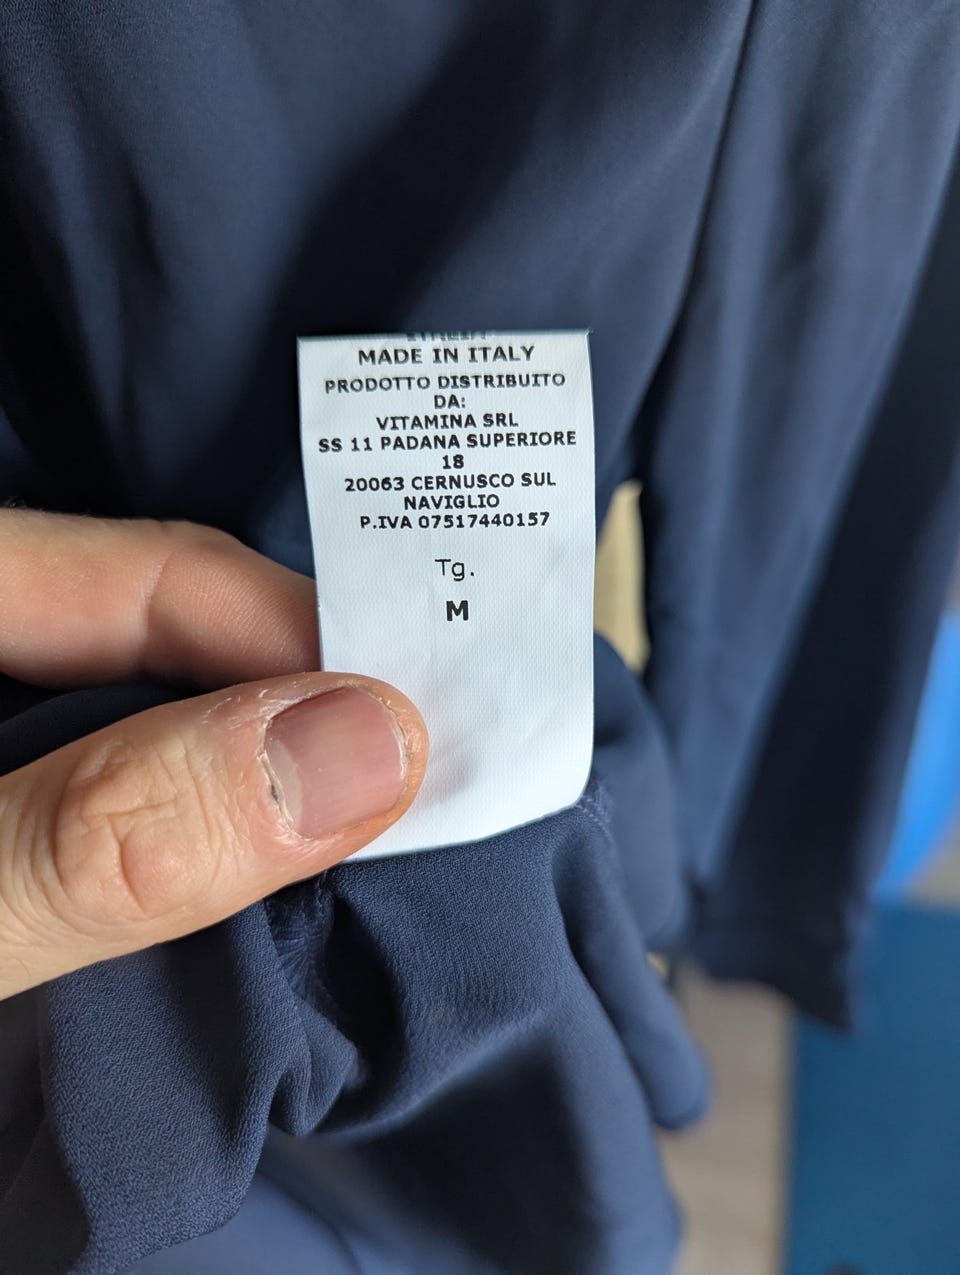 MADE IN ITALY
PRODOTTO DISTRIBUITO
DA:
VITAMINA SRL
SS 11 PADANA SUPERIORE
18
20063 CERNUSCO SUL
NAVIGLIO
P.IVA 07517440157
Tg.
M